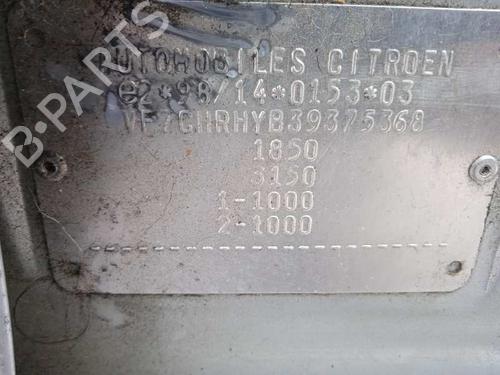 AUTOMOBILES CITROEN
e2*98/14*0153*03
VF7CHRHYB39375368
1850
3150
1-1000
2-1000
B-PARTS